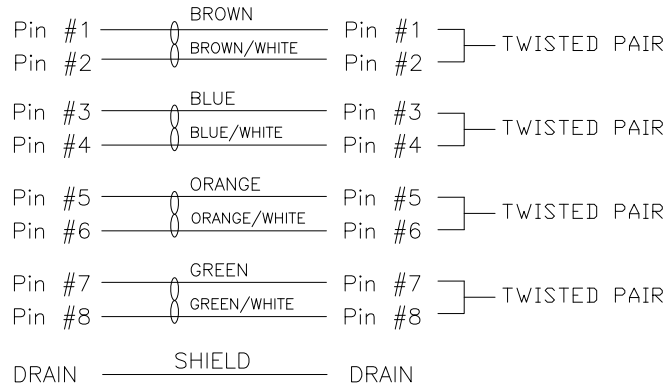 BROWN
Pin #1 Pin #1
BROWN/WHITE TWISTED PAIR
Pin #2 Pin #2
BLUE
Pin #3 Pin #3
BLUE/WHITE TWISTED PAIR
Pin #4 Pin #4
ORANGE
Pin #5 Pin #5
ORANGE/WHITE TWISTED PAIR
Pin #6 Pin #6
GREEN
Pin #7 Pin #7
GREEN/WHITE TWISTED PAIR
Pin #8 Pin #8
SHIELD
DRAIN DRAIN